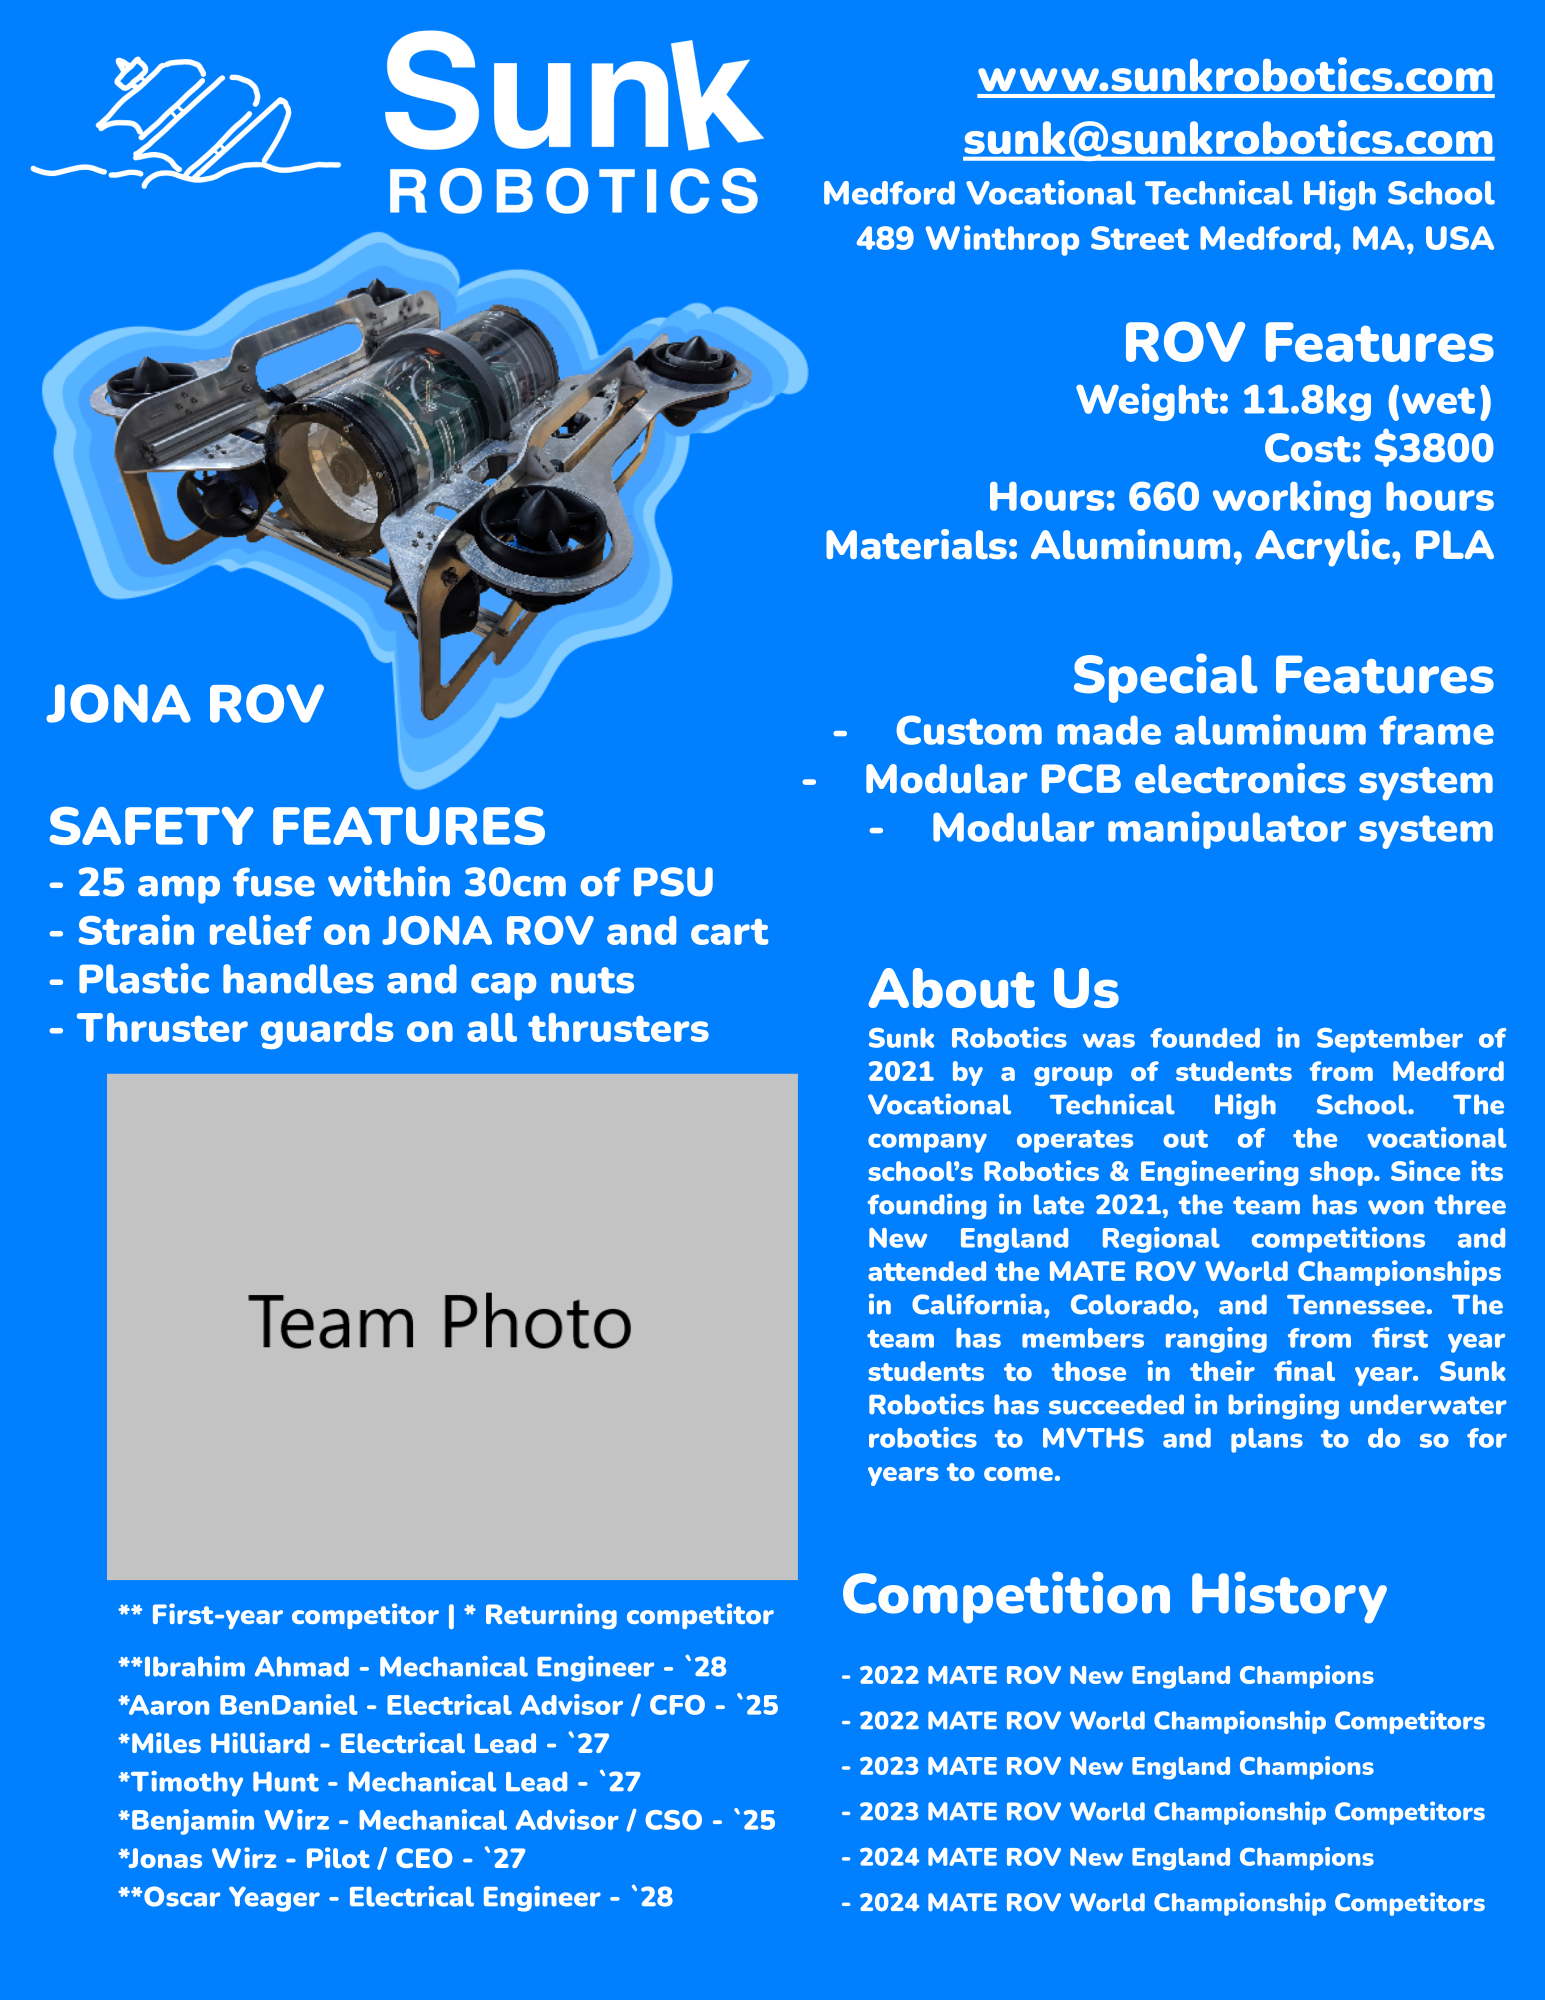 Sunk
ROBOTICS
www.sunkrobotics.com
sunk@sunkrobotics.com
Medford Vocational Technical High School
489 Winthrop Street Medford, MA, USA
ROV Features
Weight: 11.8kg (wet)
Cost: $3800
Hours: 660 working hours
Materials: Aluminum, Acrylic, PLA
JONA ROV
Special Features
- Custom made aluminum frame
- Modular PCB electronics system
- Modular manipulator system
SAFETY FEATURES
- 25 amp fuse within 30cm of PSU
- Strain relief on JONA ROV and cart
- Plastic handles and cap nuts
- Thruster guards on all thrusters
About Us
Sunk Robotics was founded in September of
2021 by a group of students from Medford
Vocational Technical High School. The
company operates out of the vocational
school’s Robotics & Engineering shop. Since its
founding in late 2021, the team has won three
New England Regional competitions and
attended the MATE ROV World Championships
in California, Colorado, and Tennessee. The
team has members ranging from first year
students to those in their final year. Sunk
Robotics has succeeded in bringing underwater
robotics to MVTHS and plans to do so for
years to come.
Team Photo
** First-year competitor | * Returning competitor
**Ibrahim Ahmad - Mechanical Engineer - `28
*Aaron BenDaniel - Electrical Advisor / CFO - `25
*Miles Hilliard - Electrical Lead - `27
*Timothy Hunt - Mechanical Lead - `27
*Benjamin Wirz - Mechanical Advisor / CSO - `25
*Jonas Wirz - Pilot / CEO - `27
**Oscar Yeager - Electrical Engineer - `28
Competition History
- 2022 MATE ROV New England Champions
- 2022 MATE ROV World Championship Competitors
- 2023 MATE ROV New England Champions
- 2023 MATE ROV World Championship Competitors
- 2024 MATE ROV New England Champions
- 2024 MATE ROV World Championship Competitors